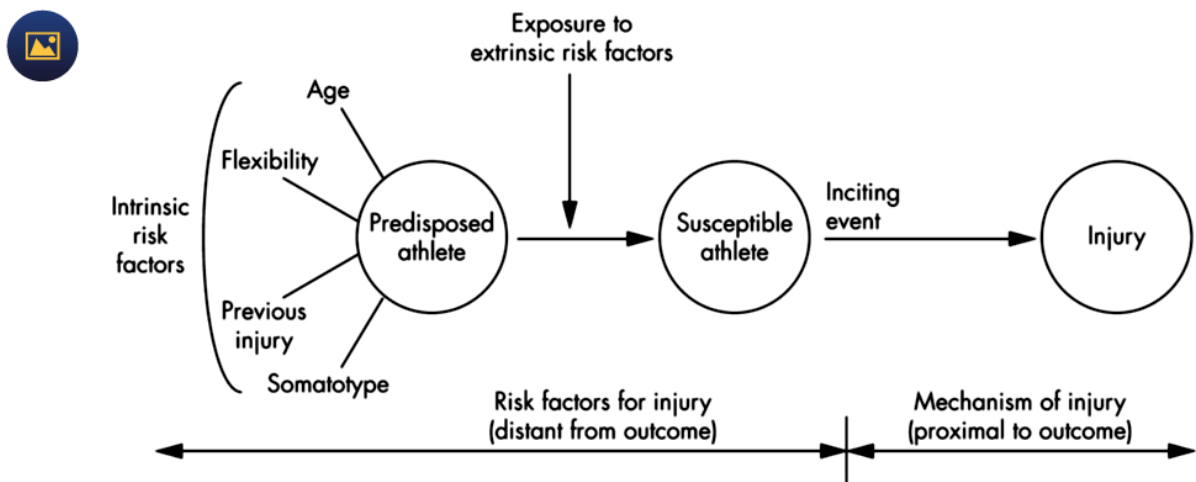 Exposure to
extrinsic risk factors
Age
Flexibility
Intrinsic
risk
factors
Previous
injury
Somatotype
Predisposed
athlete
Susceptible
athlete
Inciting
event
Injury
Risk factors for injury
(distant from outcome)
Mechanism of injury
(proximal to outcome)